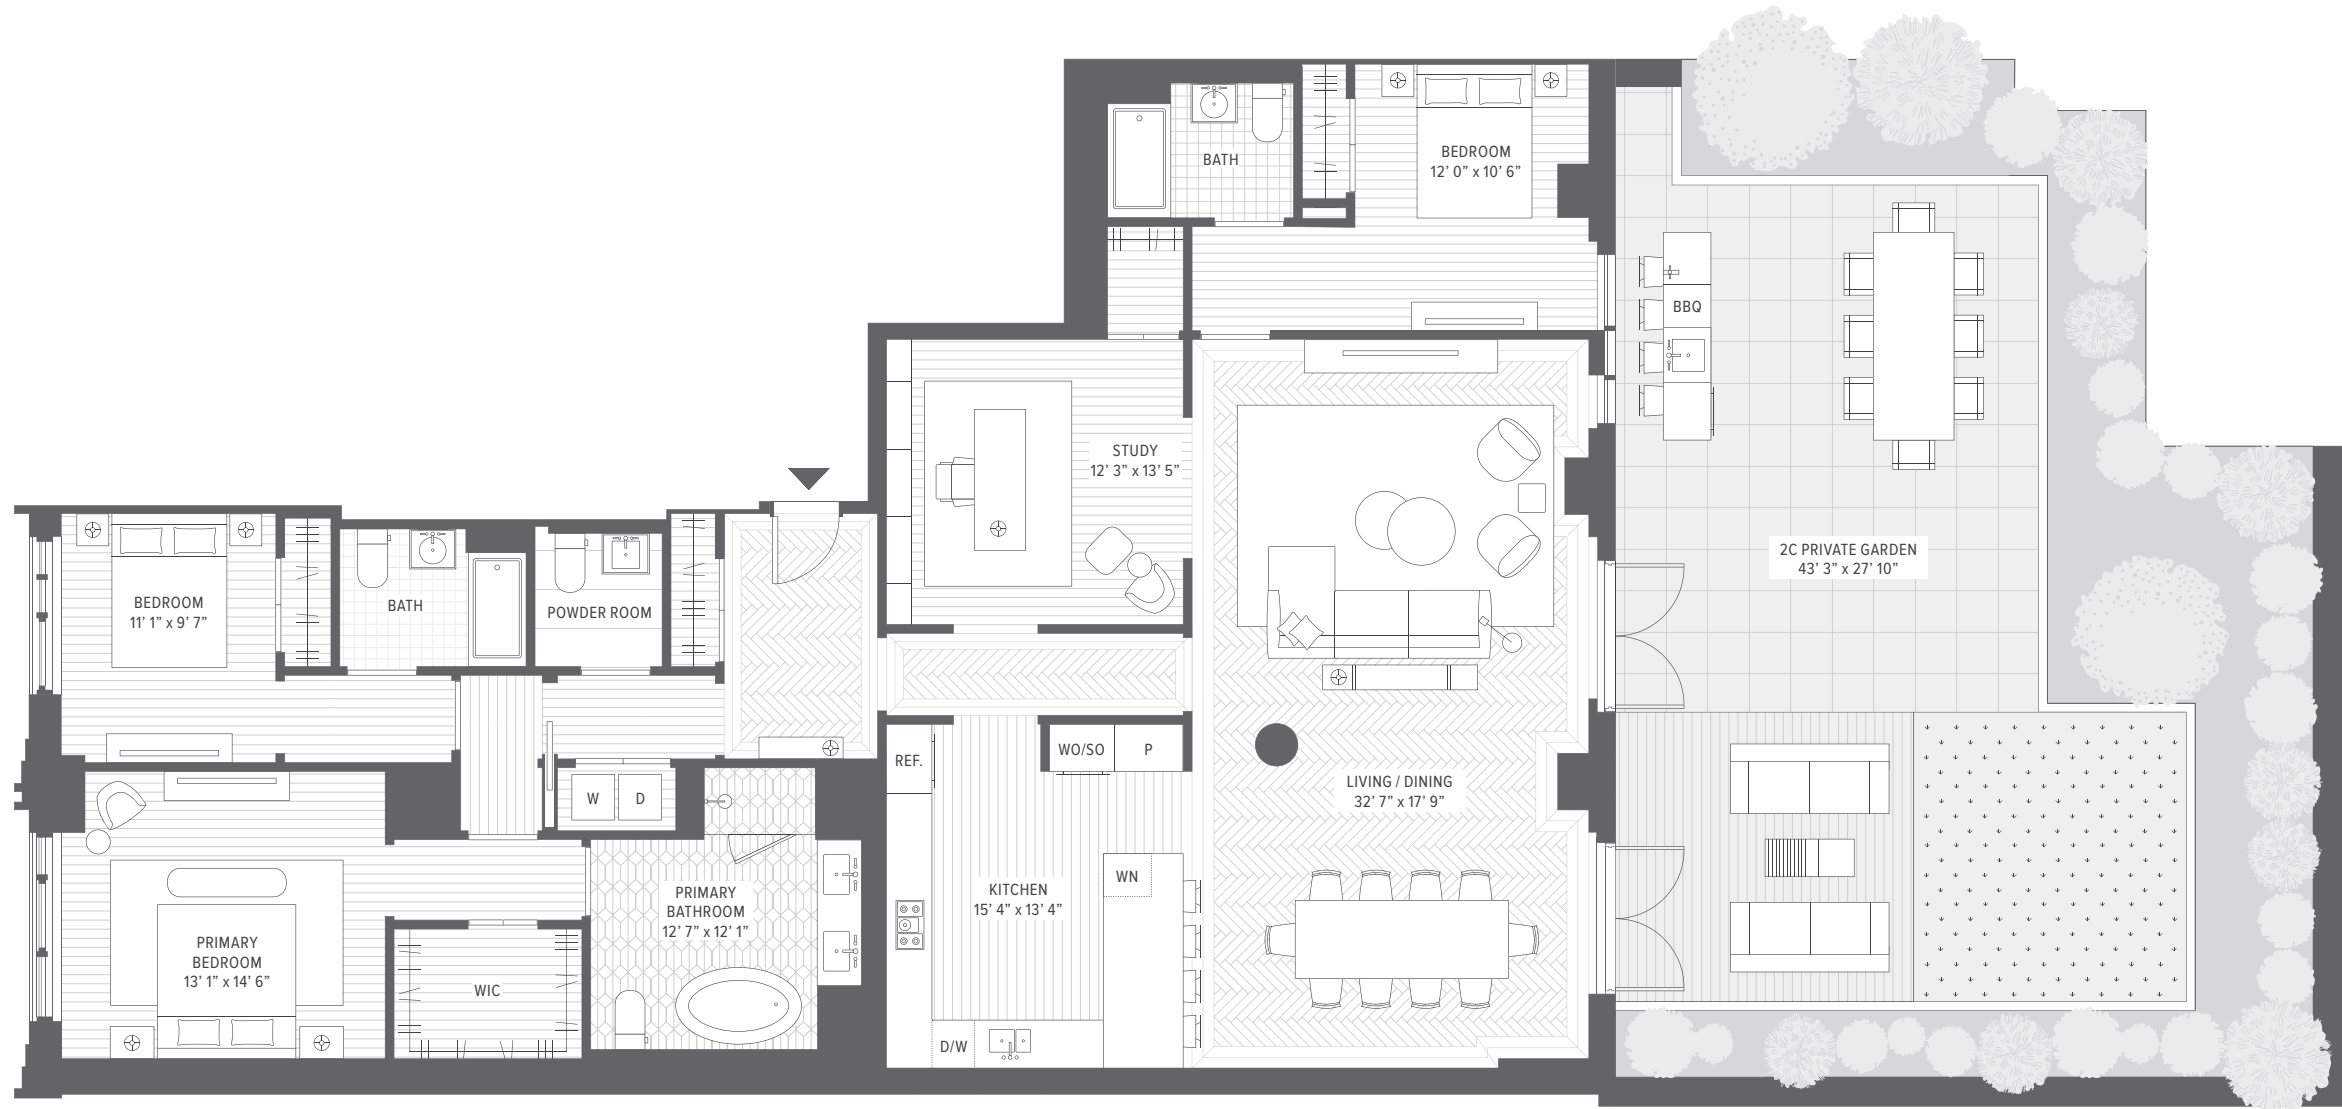 BATH
BEDROOM
12' 0” x 10' 6”
BBQ
STUDY
12' 3” x 13' 5”
2C PRIVATE GARDEN
43' 3” x 27' 10”
BEDROOM
11' 1” x 9' 7”
BATH
POWDER ROOM
REF.
WO/SO
P
LIVING / DINING
32' 7” x 17' 9”
W
D
WN
KITCHEN
15' 4” x 13' 4”
PRIMARY
BATHROOM
12' 7” x 12' 1”
PRIMARY
BEDROOM
13' 1” x 14' 6”
WIC
D/W